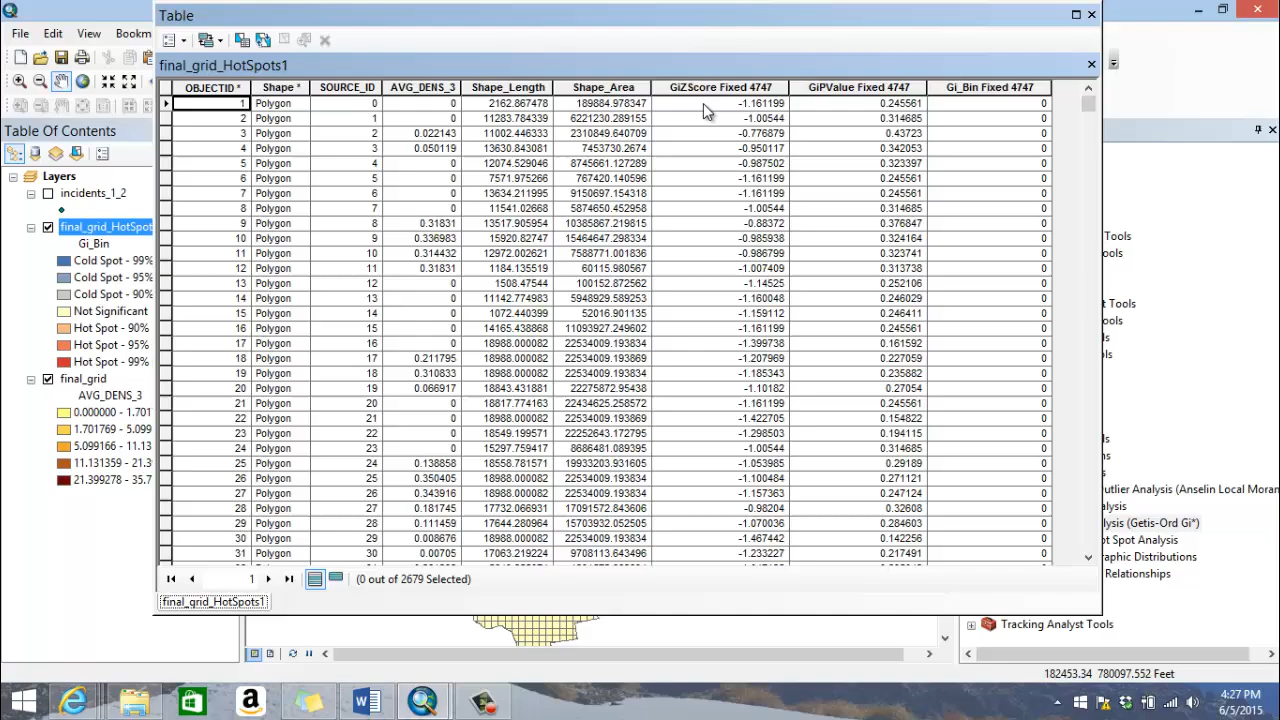 Table
File Edit View Bookm
final_grid_HotSpots1
Table Of Contents
Layers
incidents_1_2
final_grid_HotSpot
Gi_Bin
Cold Spot - 99%
Cold Spot - 95%
Cold Spot - 90%
Not Significant
Hot Spot - 90%
Hot Spot - 95%
Hot Spot - 99%
final_grid
AVG_DENS_3
0.000000 - 1.701
1.701769 - 5.099
5.099166 - 11.13
11.131359 - 21.3
21.399278 - 35.7
OBJECTID * Shape * SOURCE_ID AVG_DENS_3 Shape_Length Shape_Area GiZScore Fixed 4747 GiPValue Fixed 4747 Gi_Bin Fixed 4747
1 Polygon 0 0 2162.867478 189884.978347 -1.161199 0.245561 0
2 Polygon 1 0 11283.784339 6221230.289155 -1.00544 0.314685 0
3 Polygon 2 0.022143 11002.446333 2310849.640709 -0.776879 0.43723 0
4 Polygon 3 0.050119 13630.843081 7453730.2674 -0.950117 0.342053 0
5 Polygon 4 0 12074.529046 8745661.127289 -0.987502 0.323397 0
6 Polygon 5 0 7571.975266 767420.140596 -1.161199 0.245561 0
7 Polygon 6 0 13634.211995 9150697.154318 -1.161199 0.245561 0
8 Polygon 7 0 11541.02668 5874650.452958 -1.00544 0.314685 0
9 Polygon 8 0.31831 13517.905954 10385867.219815 -0.88372 0.376847 0
10 Polygon 9 0.336983 15920.82747 15464647.298334 -0.985938 0.324164 0
11 Polygon 10 0.314432 12972.002621 7588771.001836 -0.986799 0.323741 0
12 Polygon 11 0.31831 1184.135519 60115.980567 -1.007409 0.313738 0
13 Polygon 12 0 1508.47544 100152.872562 -1.14525 0.252106 0
14 Polygon 13 0 11142.774983 5948929.589253 -1.160048 0.246029 0
15 Polygon 14 0 1072.440399 52016.901135 -1.159112 0.246411 0
16 Polygon 15 0 14165.438868 11093927.249602 -1.161199 0.245561 0
17 Polygon 16 0 18988.000082 22534009.193834 -1.399738 0.161592 0
18 Polygon 17 0.211795 18988.000082 22534009.193869 -1.207969 0.227059 0
19 Polygon 18 0.310833 18988.000082 22534009.193834 -1.185343 0.235882 0
20 Polygon 19 0.066917 18843.431881 22275872.95438 -1.10182 0.27054 0
21 Polygon 20 0 18817.774163 22434625.258572 -1.161199 0.245561 0
22 Polygon 21 0 18988.000082 22534009.193869 -1.422705 0.154822 0
23 Polygon 22 0 18549.199571 22252643.172795 -1.298503 0.194115 0
24 Polygon 23 0 15297.759417 8686481.089395 -1.00544 0.314685 0
25 Polygon 24 0.138858 18558.781571 19933203.931605 -1.053985 0.29189 0
26 Polygon 25 0.350405 18988.000082 22534009.193834 -1.100484 0.271121 0
27 Polygon 26 0.343916 18988.000082 22534009.193834 -1.157363 0.247124 0
28 Polygon 27 0.181745 17732.066931 17091572.843606 -0.98204 0.32608 0
29 Polygon 28 0.111459 17644.280964 15703932.052505 -1.070036 0.284603 0
30 Polygon 29 0.008676 18988.000082 22534009.193834 -1.467442 0.142256 0
31 Polygon 30 0.00705 17063.219224 9708113.643496 -1.233227 0.217491 0
1 (0 out of 2679 Selected)
final_grid_HotSpots1
Tools
ools
t Tools
ools
ls
s
ls
ns
utlier Analysis (Anselin Local Moran
alysis
lysis (Getis-Ord Gi*)
ot Spot Analysis
raphic Distributions
Relationships
Tracking Analyst Tools
182453.34 780097.552 Feet
4:27 PM
6/5/2015